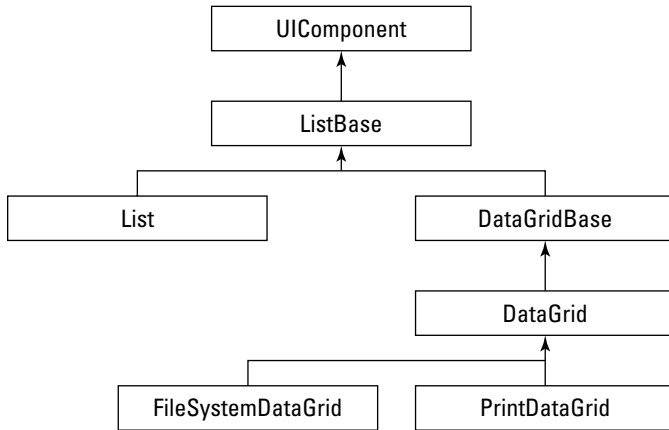 UIComponent
ListBase
List
DataGridBase
DataGrid
FileSystemDataGrid
PrintDataGrid